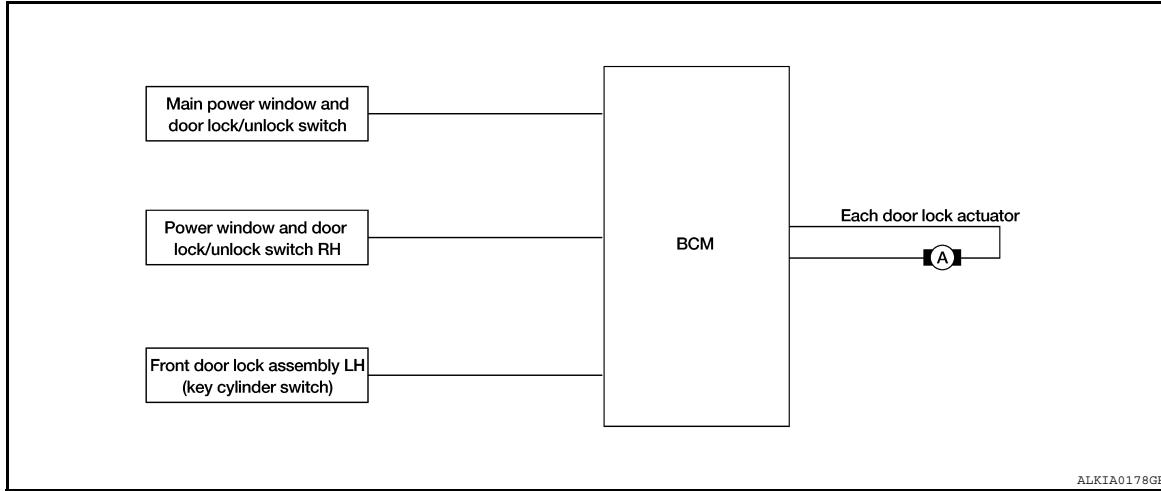 Main power window and
door lock/unlock switch
Power window and door
lock/unlock switch RH
Front door lock assembly LH
(key cylinder switch)
BCM
Each door lock actuator
A
ALKIA0178GE